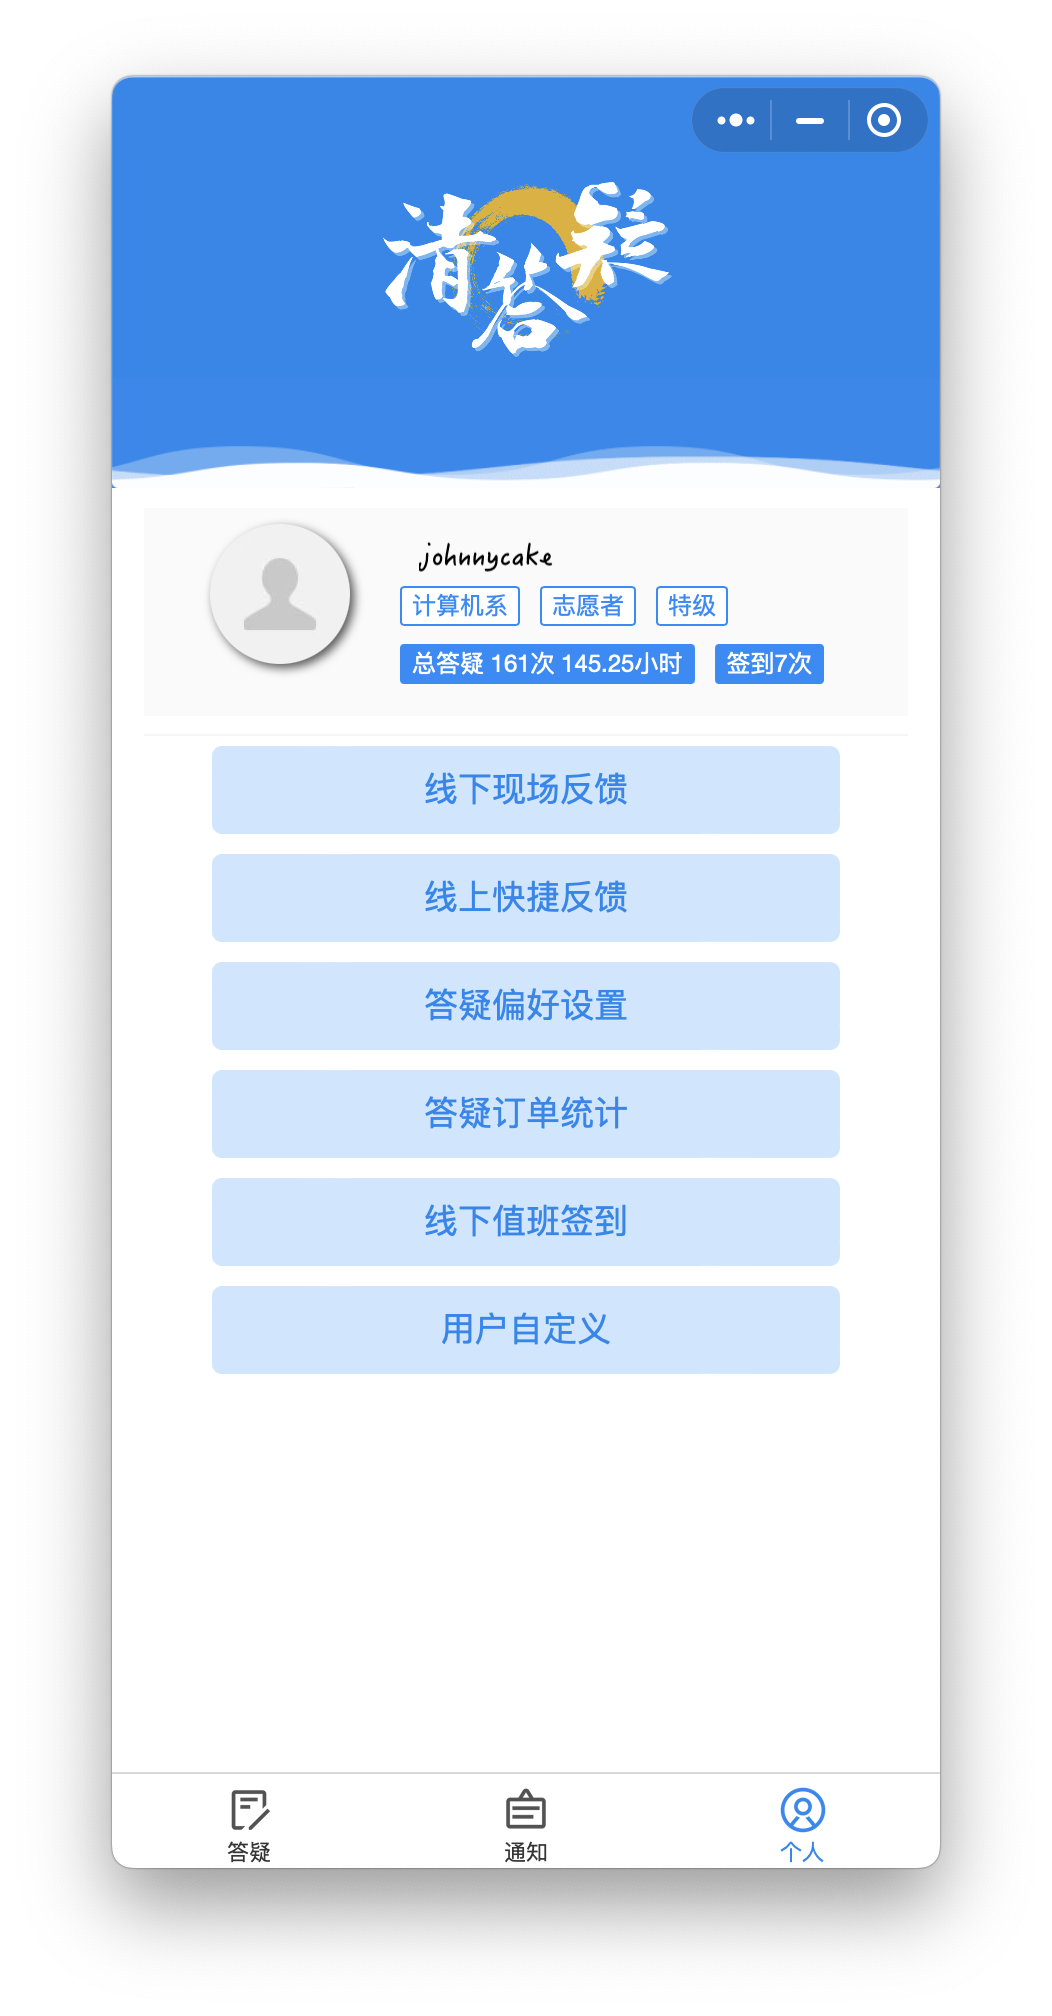 清答疑
johnnycake
计算机系 志愿者 特级
总答疑 161次 145.25小时 签到7次
线下现场反馈
线上快捷反馈
答疑偏好设置
答疑订单统计
线下值班签到
用户自定义
答疑 通知 个人